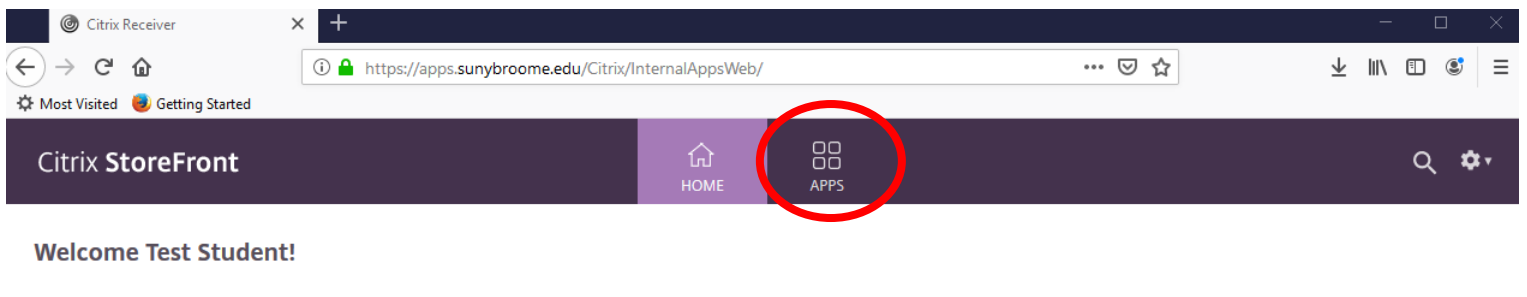 Citrix Receiver
https://apps.sunybroome.edu/Citrix/InternalAppsWeb/
Most Visited Getting Started
Citrix StoreFront
HOME APPS
Welcome Test Student!